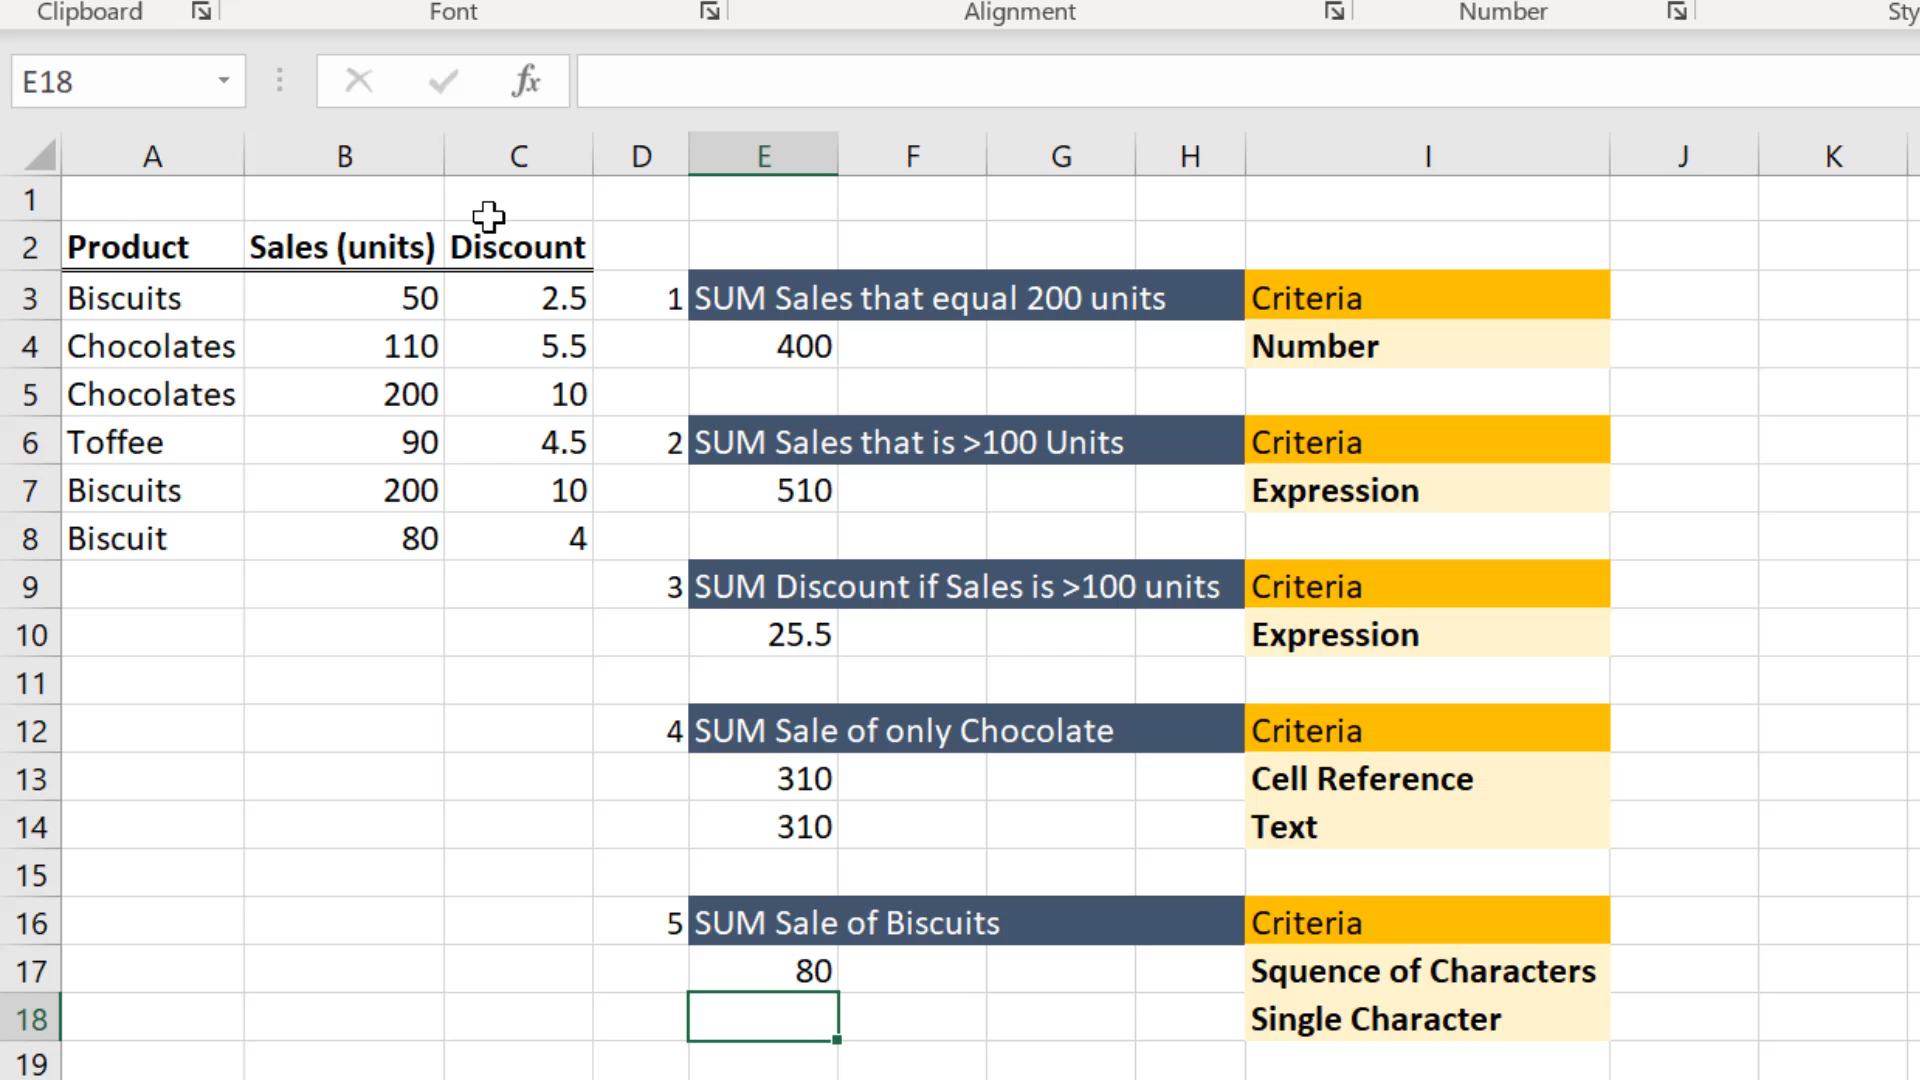 Clipboard Font Alignment Number Sty
E18 fx
A B C D E F G H I J K
1
2 Product Sales (units) Discount
3 Biscuits 50 2.5 1 SUM Sales that equal 200 units Criteria
4 Chocolates 110 5.5 400 Number
5 Chocolates 200 10
6 Toffee 90 4.5 2 SUM Sales that is >100 Units Criteria
7 Biscuits 200 10 510 Expression
8 Biscuit 80 4
9 3 SUM Discount if Sales is >100 units Criteria
10 25.5 Expression
11
12 4 SUM Sale of only Chocolate Criteria
13 310 Cell Reference
14 310 Text
15
16 5 SUM Sale of Biscuits Criteria
17 80 Squence of Characters
18 Single Character
19